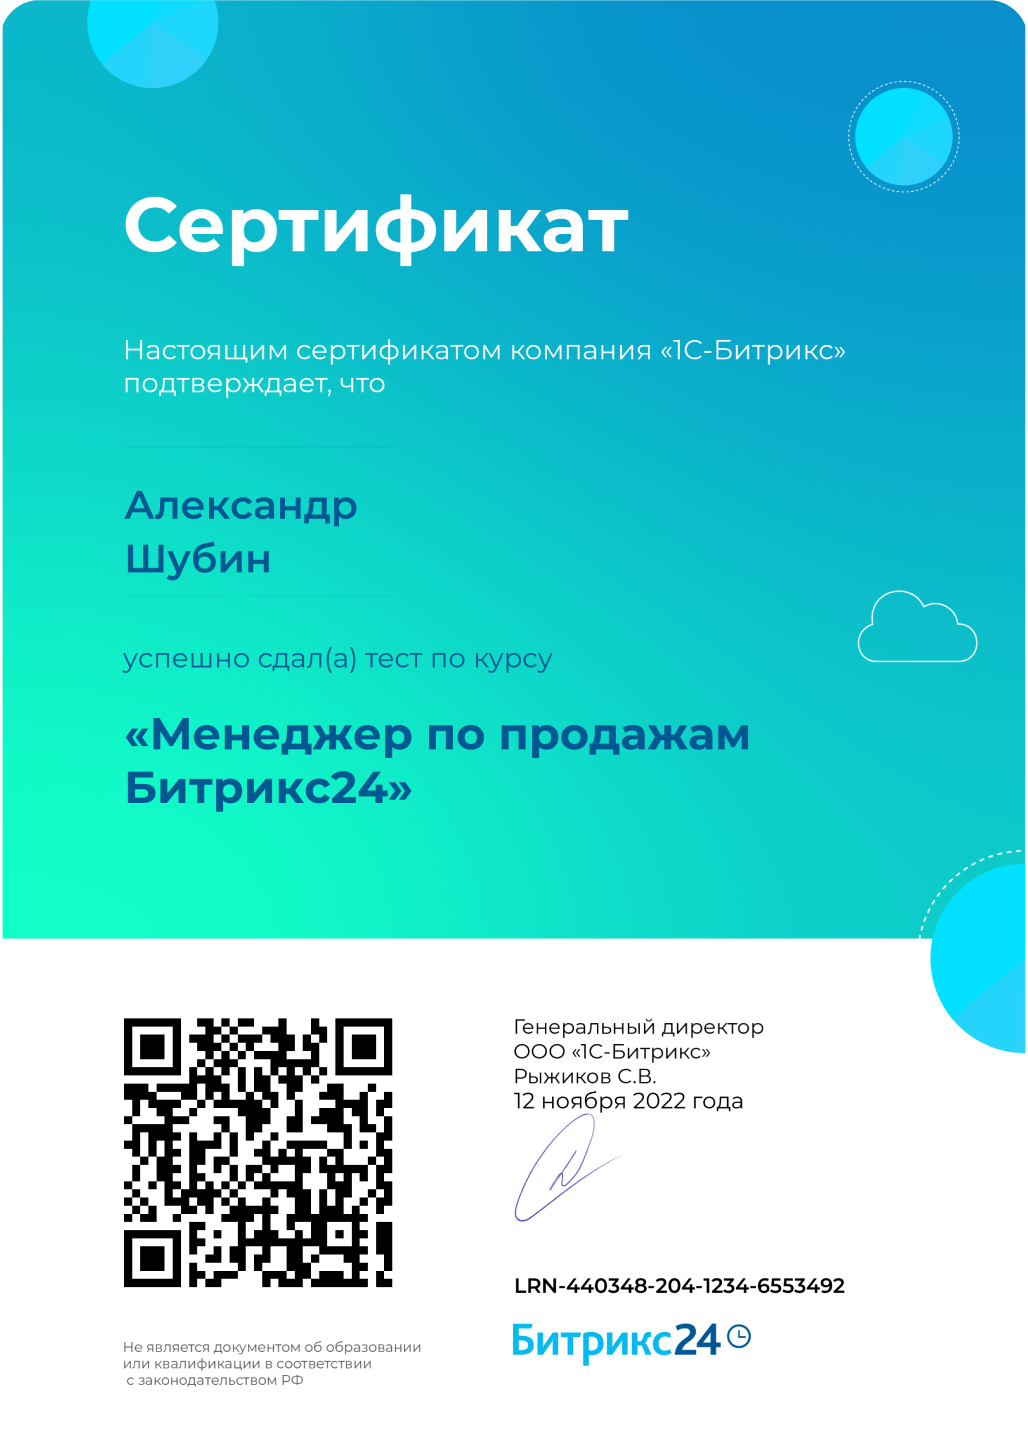 Сертификат
Настоящим сертификатом компания «1С-Битрикс»
подтверждает, что
Александр
Шубин
успешно сдал(а) тест по курсу
«Менеджер по продажам
Битрикс24»
Генеральный директор
ООО «1С-Битрикс»
Рыжиков С.В.
12 ноября 2022 года
LRN-440348-204-1234-6553492
Битрикс24
Не является документом об образовании
или квалификации в соответствии
с законодательством РФ